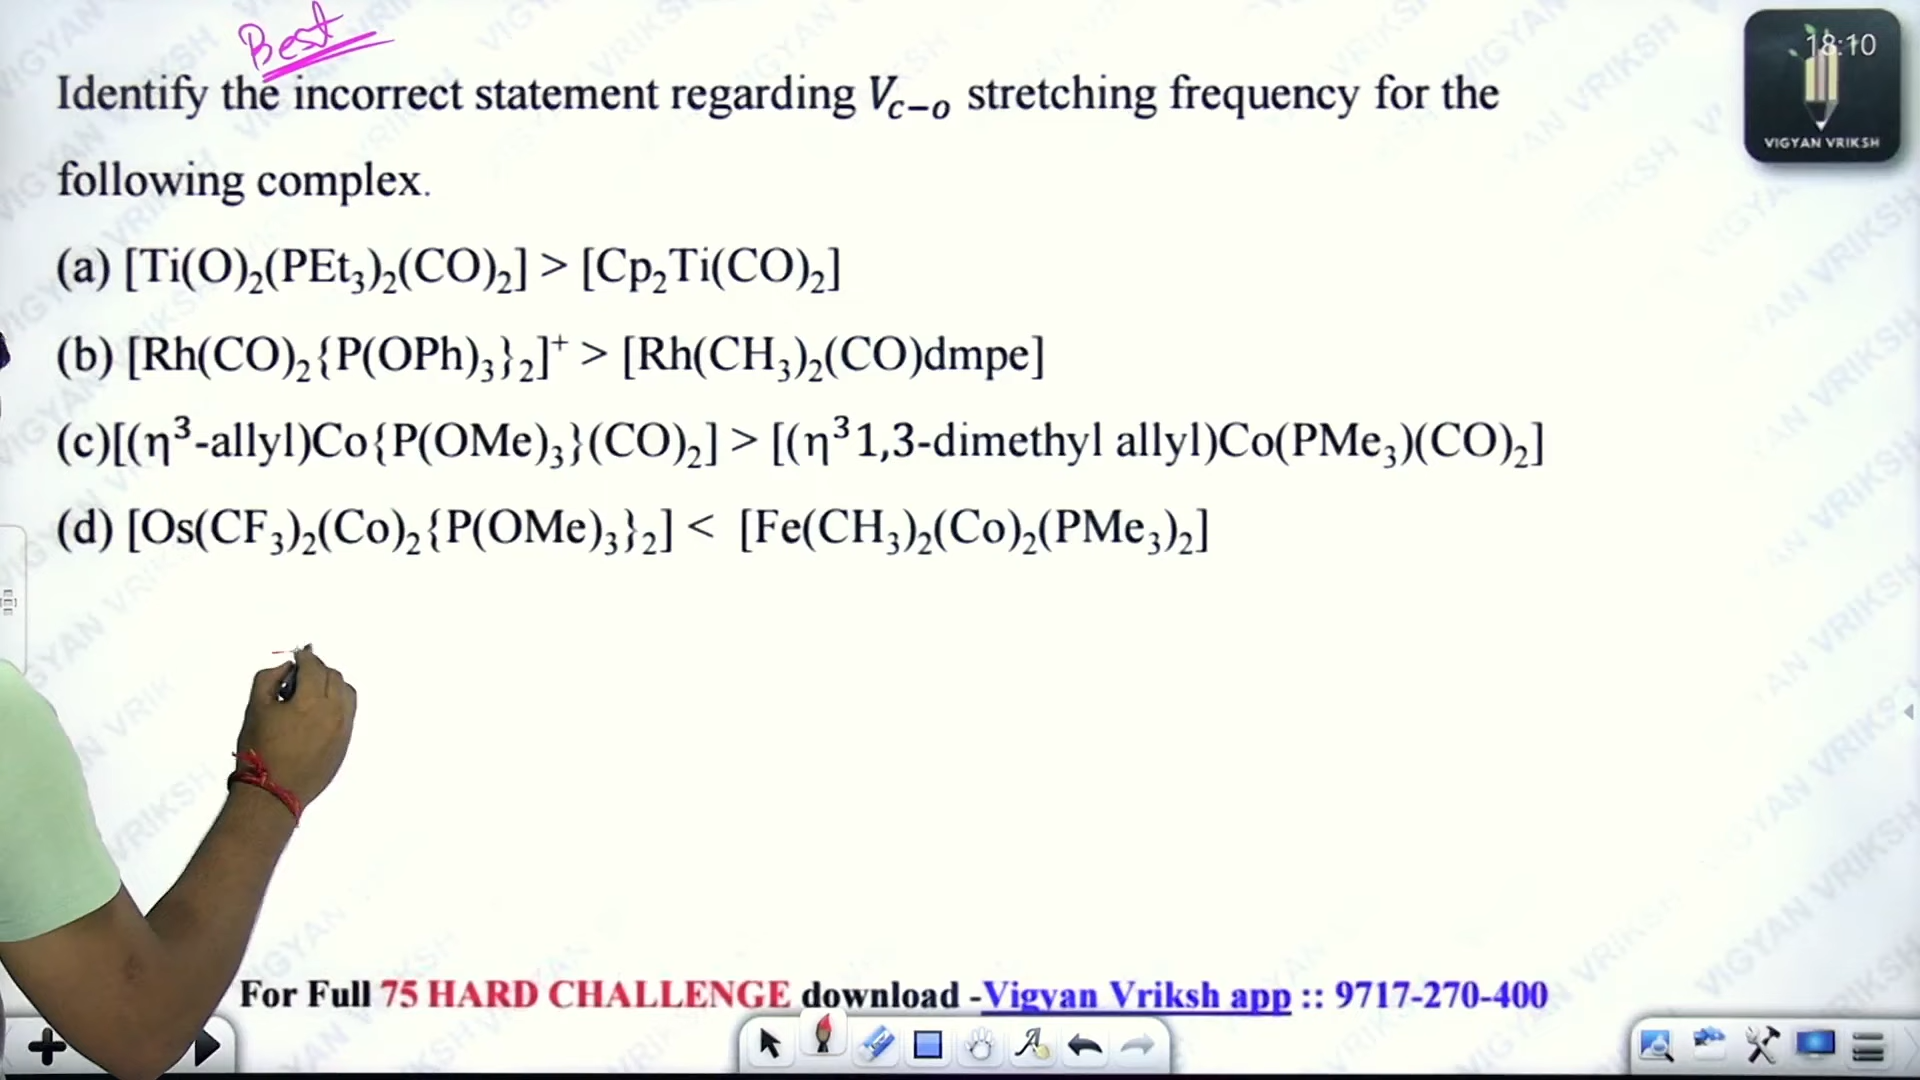 Best
18:10
VIGYAN VRIKSH
Identify the incorrect statement regarding V_{c−o} stretching frequency for the
following complex.
(a) [Ti(O)₂(PEt₃)₂(CO)₂] > [Cp₂Ti(CO)₂]
(b) [Rh(CO)₂{P(OPh)₃}₂]⁺ > [Rh(CH₃)₂(CO)dmpe]
(c)[(η³-allyl)Co{P(OMe)₃}(CO)₂] > [(η³1,3-dimethyl allyl)Co(PMe₃)(CO)₂]
(d) [Os(CF₃)₂(Co)₂{P(OMe)₃}₂] < [Fe(CH₃)₂(Co)₂(PMe₃)₂]
For Full 75 HARD CHALLENGE download -Vigyan Vriksh app :: 9717-270-400